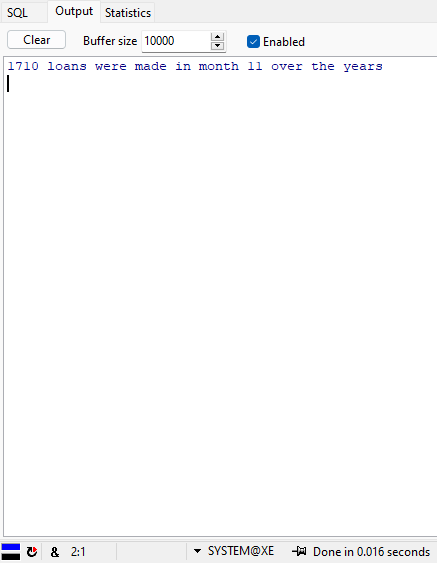 SQL Output Statistics
Clear Buffer size 10000 Enabled
1710 loans were made in month 11 over the years
& 2:1 SYSTEM@XE Done in 0.016 seconds